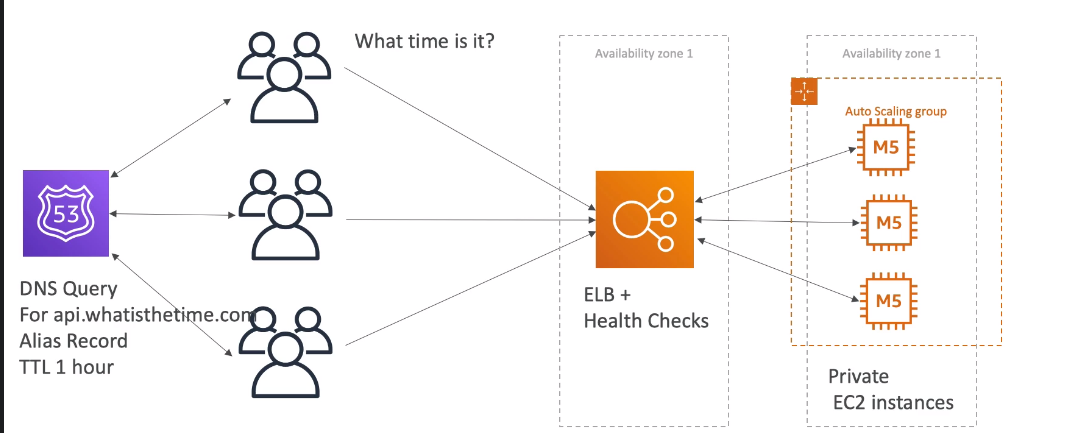 What time is it?
Availability zone 1
Availability zone 1
Auto Scaling group
M5
M5
M5
53
DNS Query
For api.whatisthetime.com
Alias Record
TTL 1 hour
ELB +
Health Checks
Private
EC2 instances